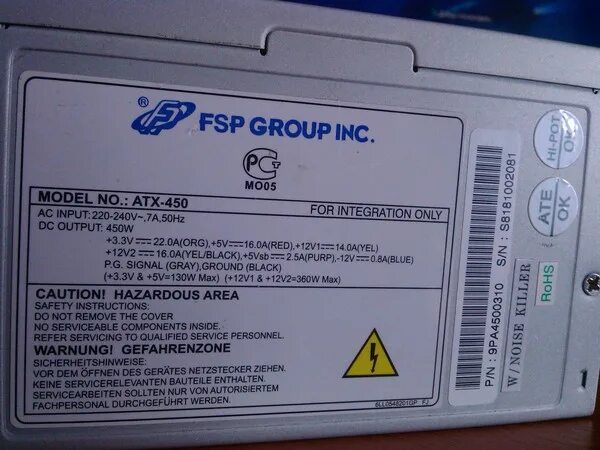 ® FSP GROUP INC.
PCT
MO05
MODEL NO.: ATX-450
FOR INTEGRATION ONLY
AC INPUT: 220-240V~,7A,50Hz
DC OUTPUT: 450W
+3.3V⎓22.0A(ORG),+5V⎓16.0A(RED),+12V1⎓14.0A(YEL)
+12V2⎓16.0A(YEL/BLACK),+5Vsb⎓2.5A(PURP),-12V⎓0.8A(BLUE)
P.G. SIGNAL (GRAY),GROUND (BLACK)
(+3.3V & +5V=130W Max) (+12V1 & +12V2=360W Max)
CAUTION! HAZARDOUS AREA
SAFETY INSTRUCTIONS:
DO NOT REMOVE THE COVER
NO SERVICEABLE COMPONENTS INSIDE.
REFER SERVICING TO QUALIFIED SERVICE PERSONNEL.
WARNUNG! GEFAHRENZONE
SICHERHEITSHINWEISE:
VOR DEM ÖFFNEN DES GERÄTES NETZSTECKER ZIEHEN.
KEINE SERVICERELEVANTEN BAUTEILE ENTHALTEN.
SERVICEARBEITEN SOLLTEN NUR VON AUTORISIERTEM
FACHPERSONAL DURCHGEFÜHRT WERDEN.
P/N : 9PA4500310
S/N : S8181002081
W / NOISE KILLER
RoHS
HI-POT
OK
ATE
OK